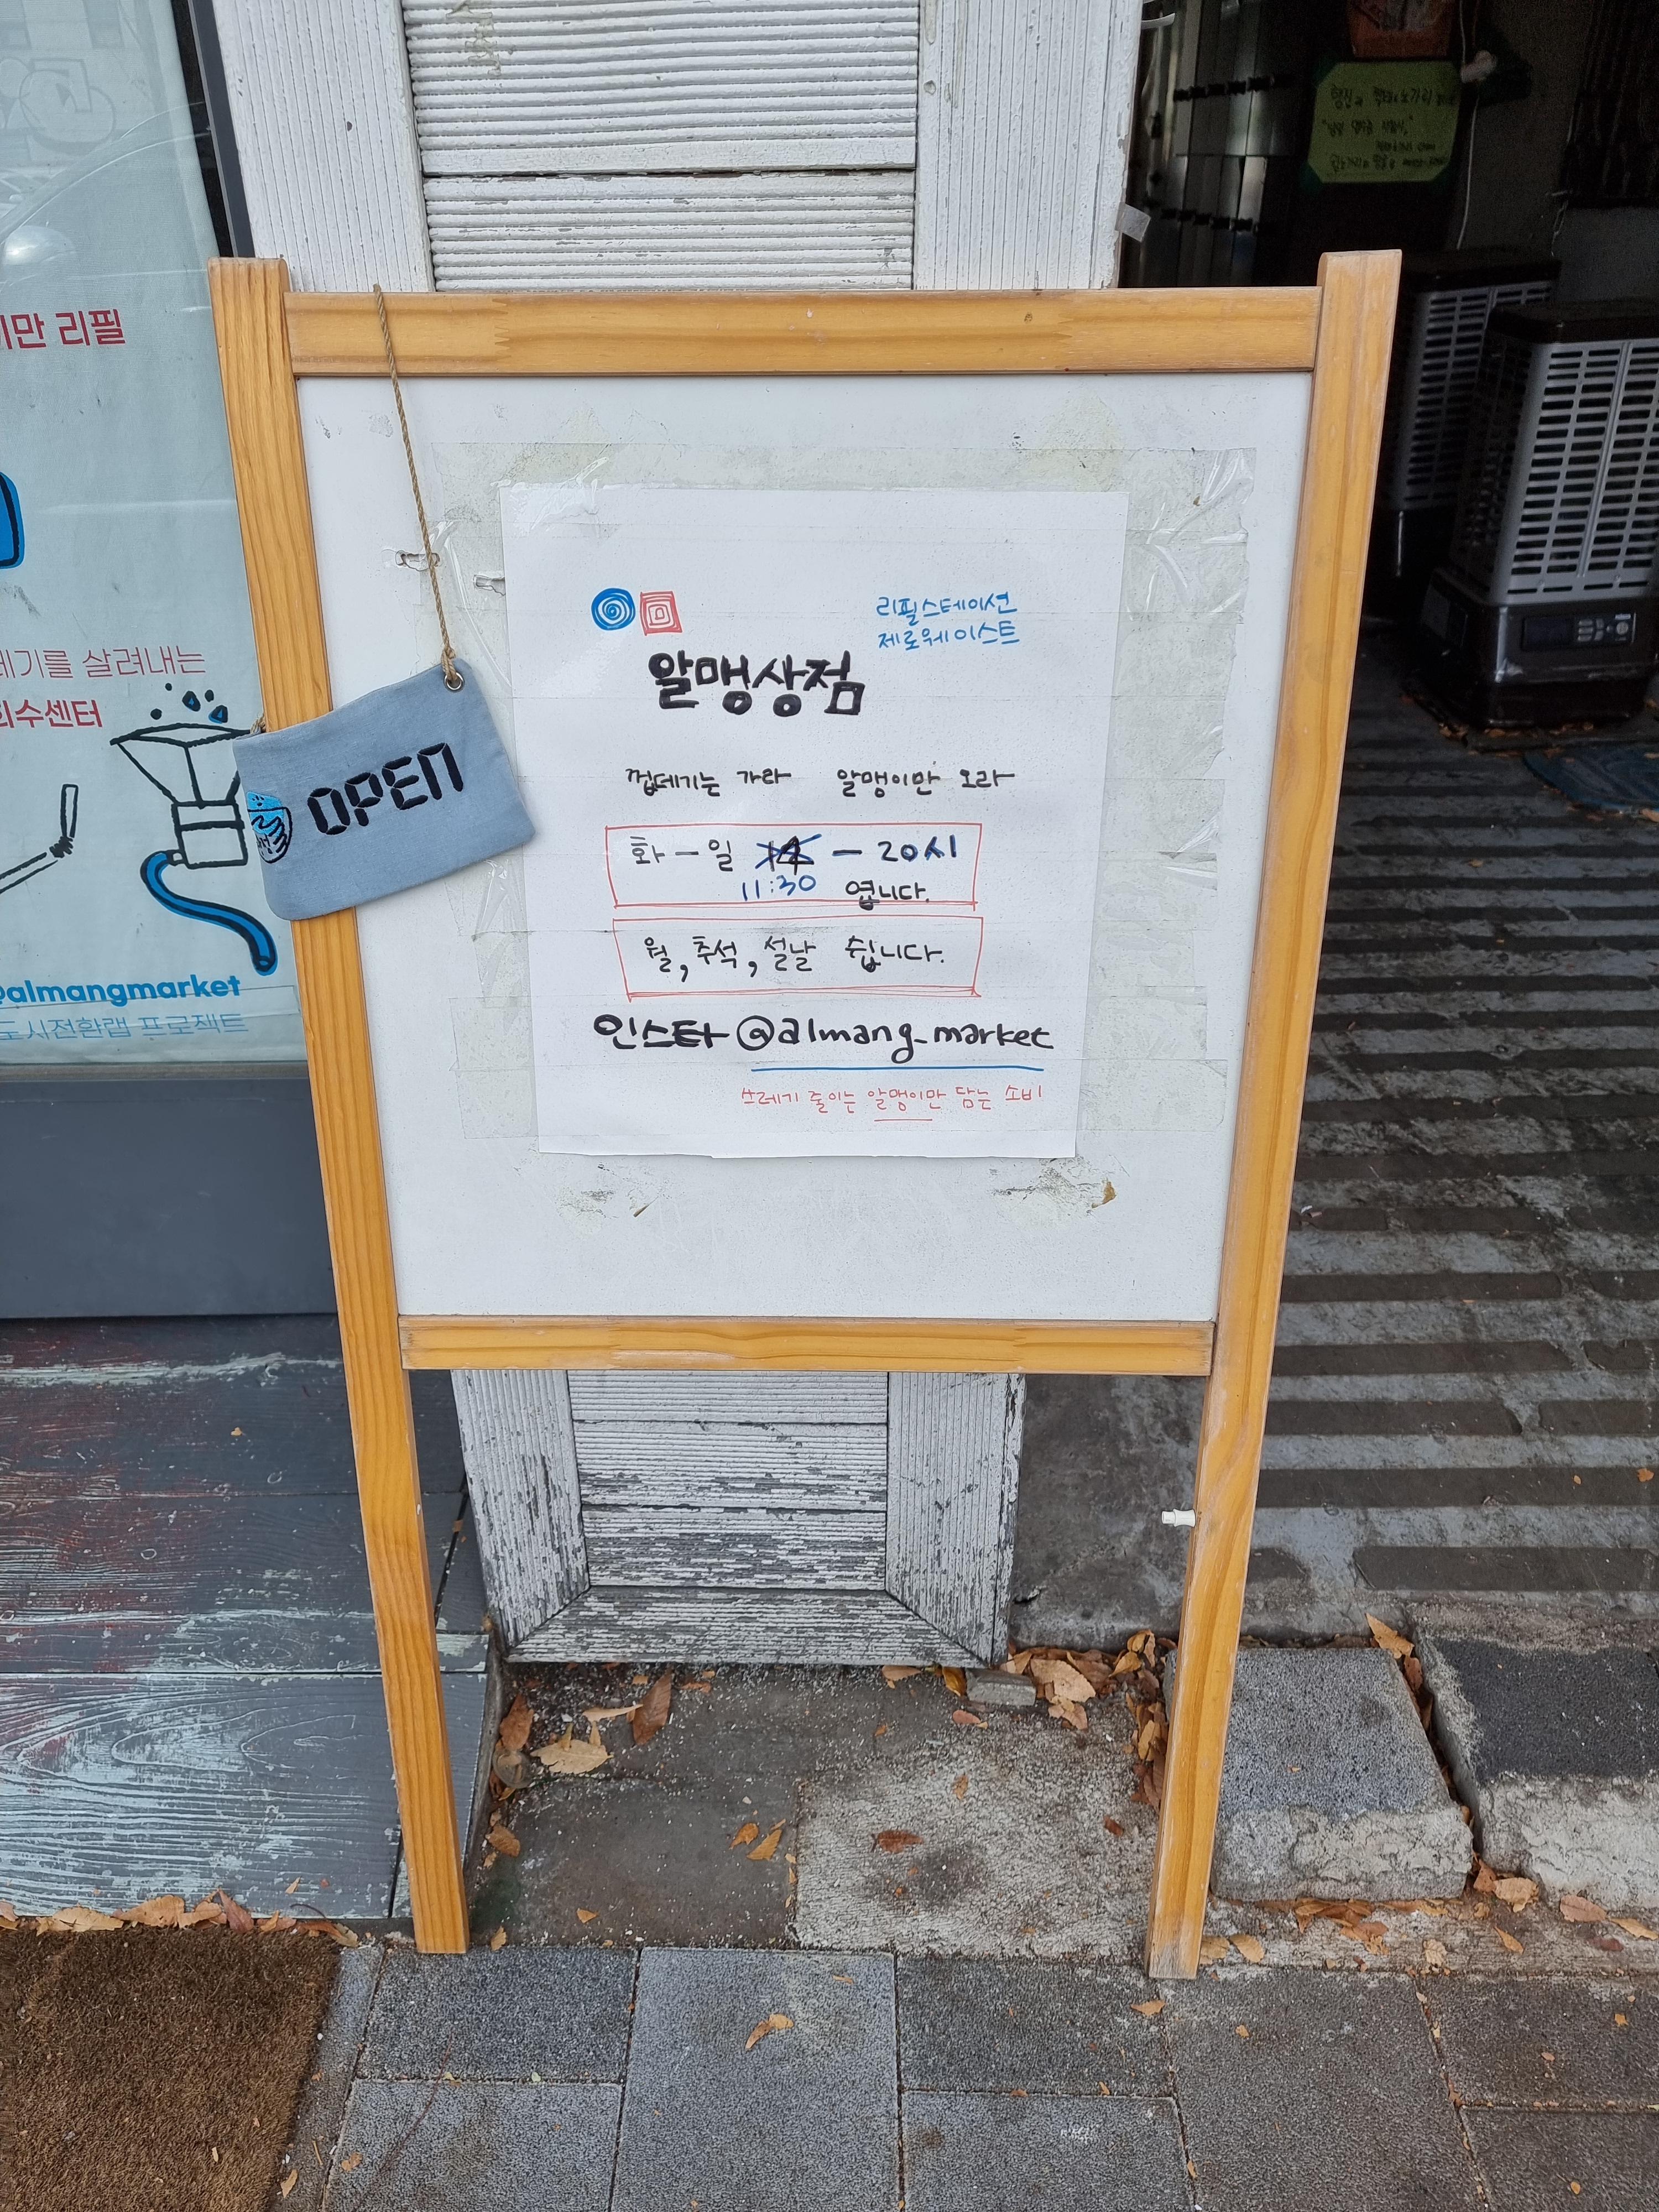 리필스테이션
제로웨이스트
알맹상점
껍데기는 가라 알맹이만 오라
화-일 14 - 20시
11:30 엽니다.
월, 추석, 설날 쉽니다.
인스타 @almang_market
쓰레기 줄이는 알맹이만 담는 소비
OPEN
만 리필
레기를 살려내는
회수센터
@almangmarket
도시전환랩 프로젝트